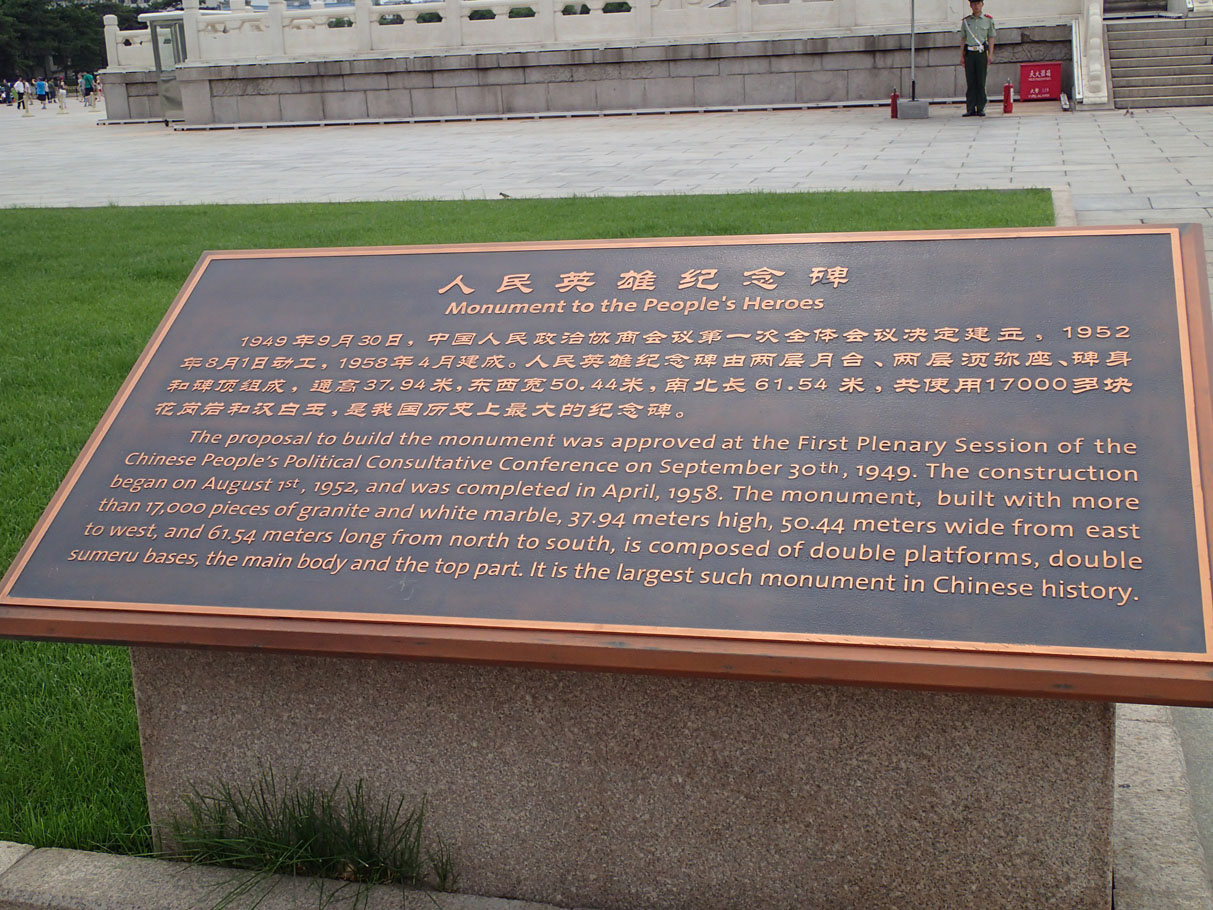 灭火器箱
人民英雄纪念碑
Monument to the People's Heroes
1949年9月30日，中国人民政治协商会议第一次全体会议决定建立，1952
年8月1日动工，1958年4月建成。人民英雄纪念碑由两层月台、两层须弥座、碑身
和碑顶组成，通高37.94米，东西宽50.44米，南北长61.54米，共使用17000多块
花岗岩和汉白玉，是我国历史上最大的纪念碑。
The proposal to build the monument was approved at the First Plenary Session of the
Chinese People's Political Consultative Conference on September 30th, 1949. The construction
began on August 1st, 1952, and was completed in April, 1958. The monument, built with more
than 17,000 pieces of granite and white marble, 37.94 meters high, 50.44 meters wide from east
to west, and 61.54 meters long from north to south, is composed of double platforms, double
sumeru bases, the main body and the top part. It is the largest such monument in Chinese history.